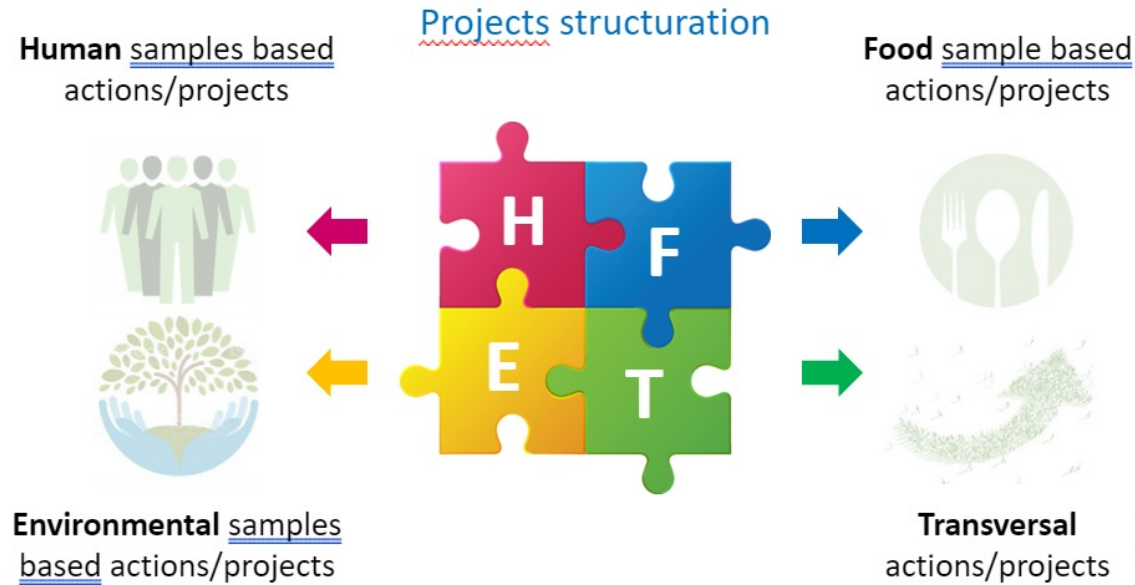 Projects structuration
Human samples based
actions/projects
Food sample based
actions/projects
H
F
E
T
Environmental samples
based actions/projects
Transversal
actions/projects